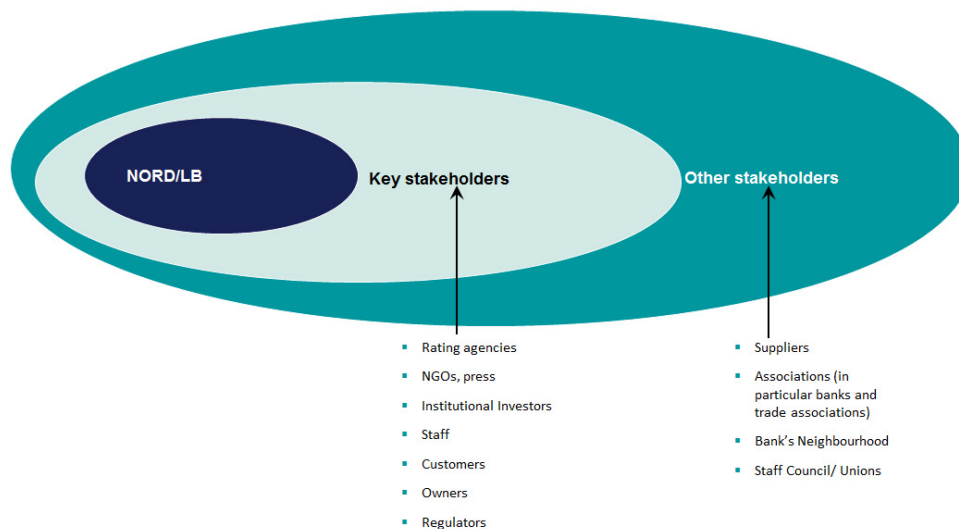 NORD/LB
Key stakeholders
Other stakeholders
Rating agencies
NGOs, press
Institutional Investors
Staff
Customers
Owners
Regulators
Suppliers
Associations (in
particular banks and
trade associations)
Bank's Neighbourhood
Staff Council/ Unions